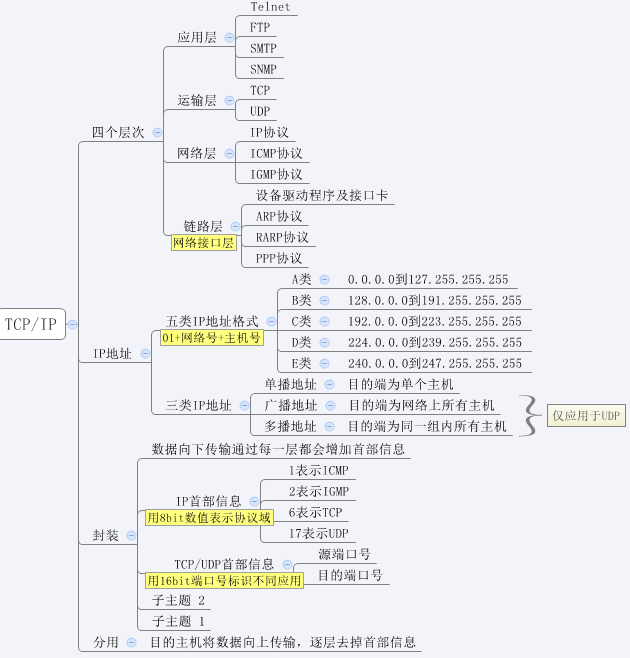 TCP/IP
四个层次
应用层
Telnet
FTP
SMTP
SNMP
运输层
TCP
UDP
网络层
IP协议
ICMP协议
IGMP协议
链路层
网络接口层
设备驱动程序及接口卡
ARP协议
RARP协议
PPP协议
IP地址
五类IP地址格式
01+网络号+主机号
A类 0.0.0.0到127.255.255.255
B类 128.0.0.0到191.255.255.255
C类 192.0.0.0到223.255.255.255
D类 224.0.0.0到239.255.255.255
E类 240.0.0.0到247.255.255.255
三类IP地址
单播地址 目的端为单个主机
广播地址 目的端为网络上所有主机
多播地址 目的端为同一组内所有主机
仅应用于UDP
封装
数据向下传输通过每一层都会增加首部信息
IP首部信息
用8bit数值表示协议域
1表示ICMP
2表示IGMP
6表示TCP
17表示UDP
TCP/UDP首部信息
用16bit端口号标识不同应用
源端口号
目的端口号
子主题 2
子主题 1
分用 目的主机将数据向上传输，逐层去掉首部信息